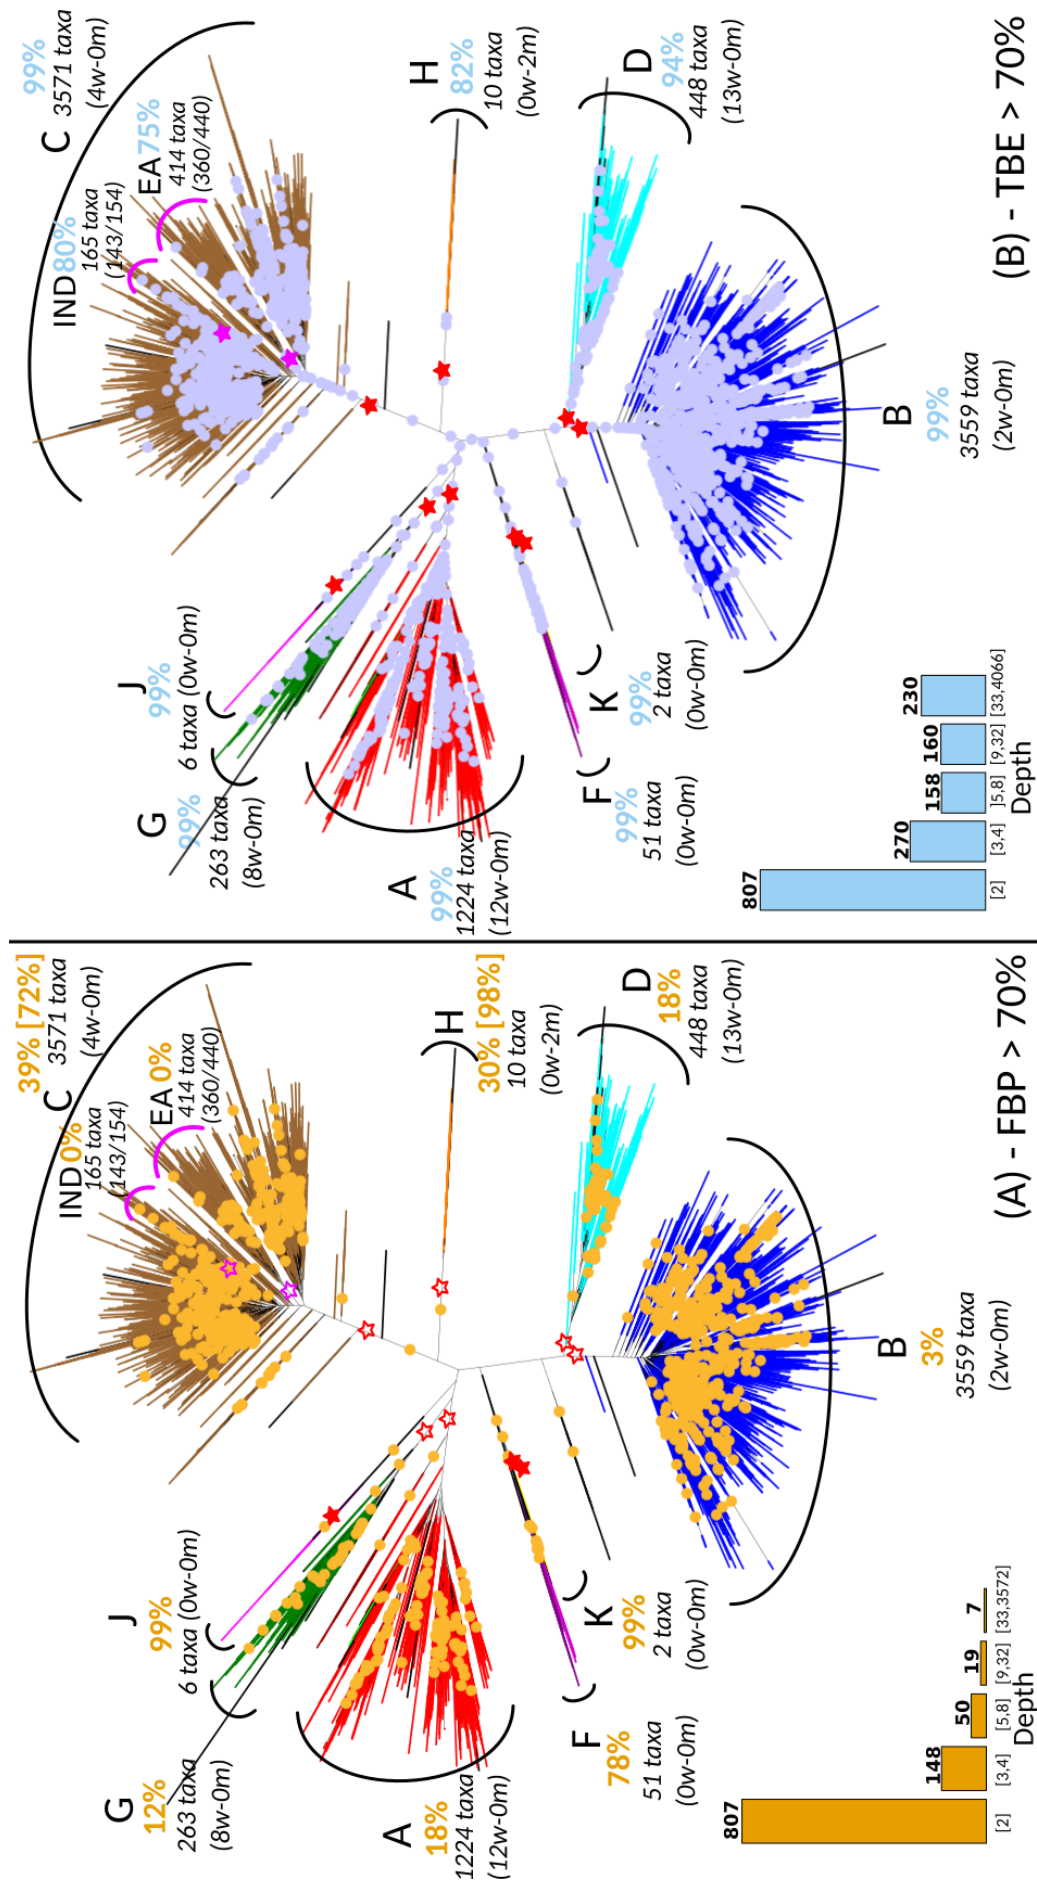 C
39% [72%]
3571 taxa
(4w-0m)
IND 0%
165 taxa
(143/154)
EA 0%
414 taxa
(360/440)
H
30% [98%]
10 taxa
(0w-2m)
D
18%
448 taxa
(13w-0m)
B
3%
3559 taxa
(2w-0m)
K
99%
2 taxa
(0w-0m)
F
78%
51 taxa
(0w-0m)
A
18%
1224 taxa
(12w-0m)
G
12%
263 taxa
(8w-0m)
J
99%
6 taxa (0w-0m)
807
148
50
19
7
[2]
[3,4]
[5,8]
[9,32]
[33,3572]
Depth
(A) - FBP > 70%
C
99%
3571 taxa
(4w-0m)
IND 80%
165 taxa
(143/154)
EA 75%
414 taxa
(360/440)
H
82%
10 taxa
(0w-2m)
D
94%
448 taxa
(13w-0m)
B
99%
3559 taxa
(2w-0m)
K
99%
2 taxa
(0w-0m)
F
99%
51 taxa
(0w-0m)
A
99%
1224 taxa
(12w-0m)
G
99%
263 taxa
(8w-0m)
J
99%
6 taxa (0w-0m)
807
270
158
160
230
[2]
[3,4]
]5,8]
[9,32]
[33,4066]
Depth
(B) - TBE > 70%